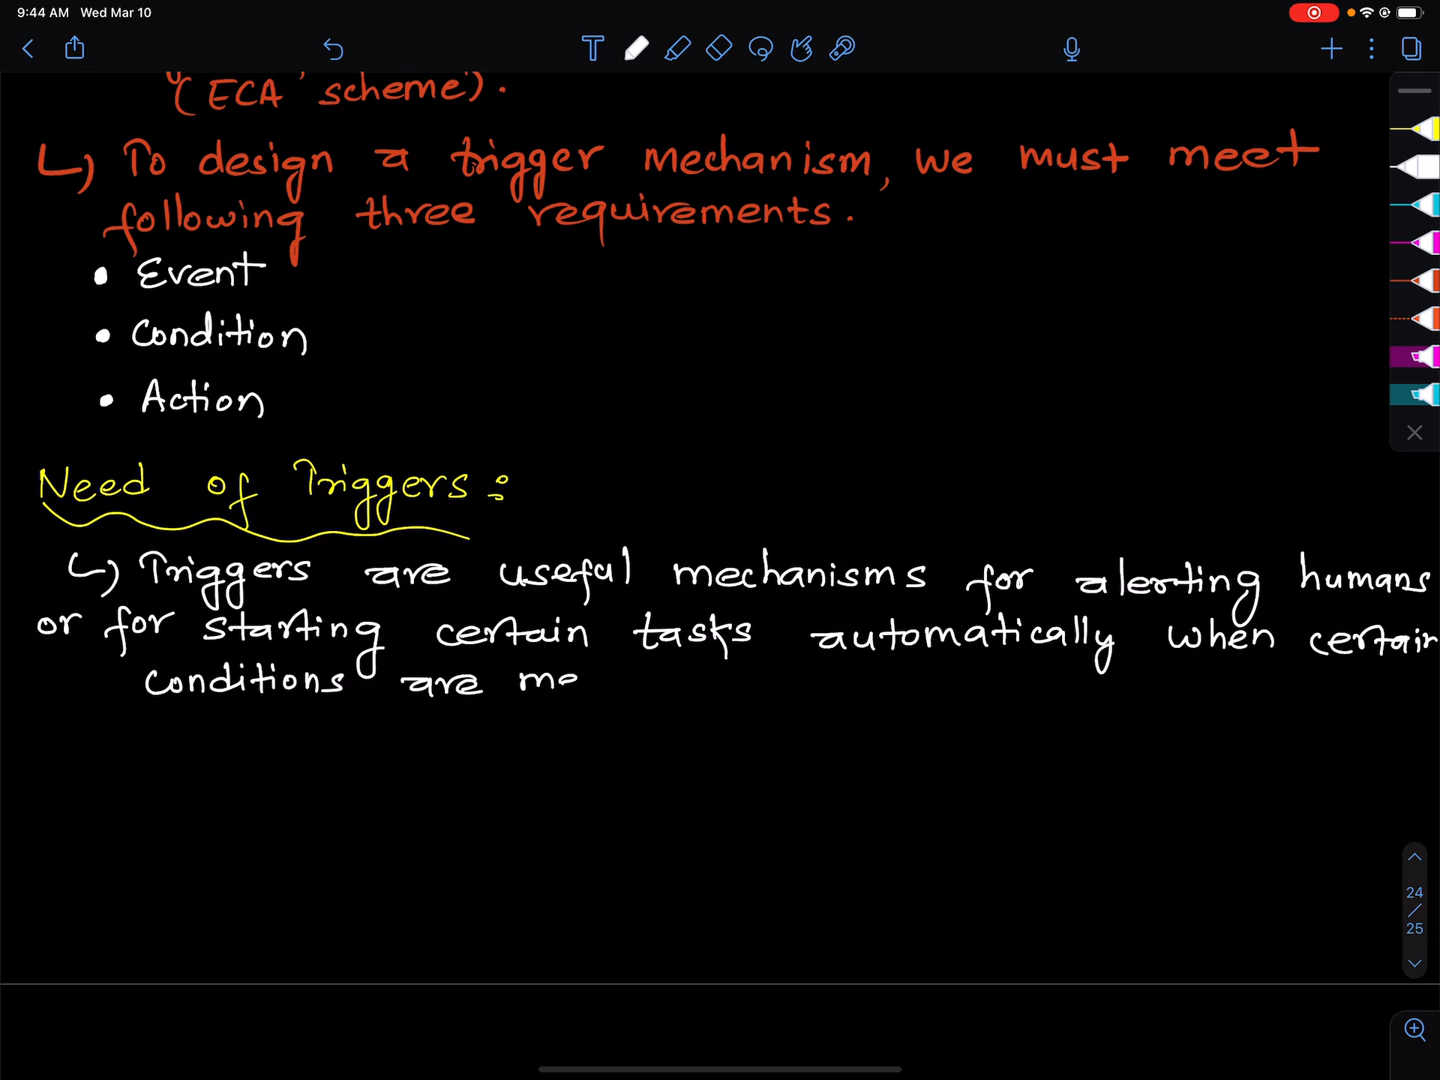 9:44 AM Wed Mar 10
(ECA' scheme).
To design a trigger mechanism, we must meet
following three requirements.
• Event
• Condition
• Action
Need of Triggers :
Triggers are useful mechanisms for alerting humans
or for starting certain tasks automatically when certain
conditions are me
24
/
25